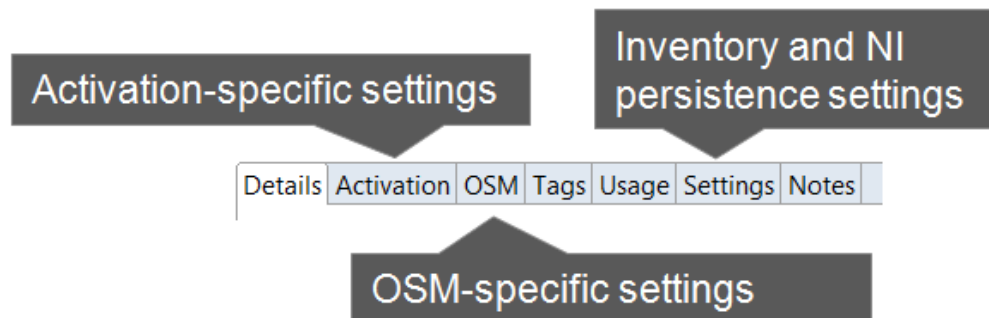 Inventory and NI
persistence settings
Activation-specific settings
Details Activation OSM Tags Usage Settings Notes
OSM-specific settings